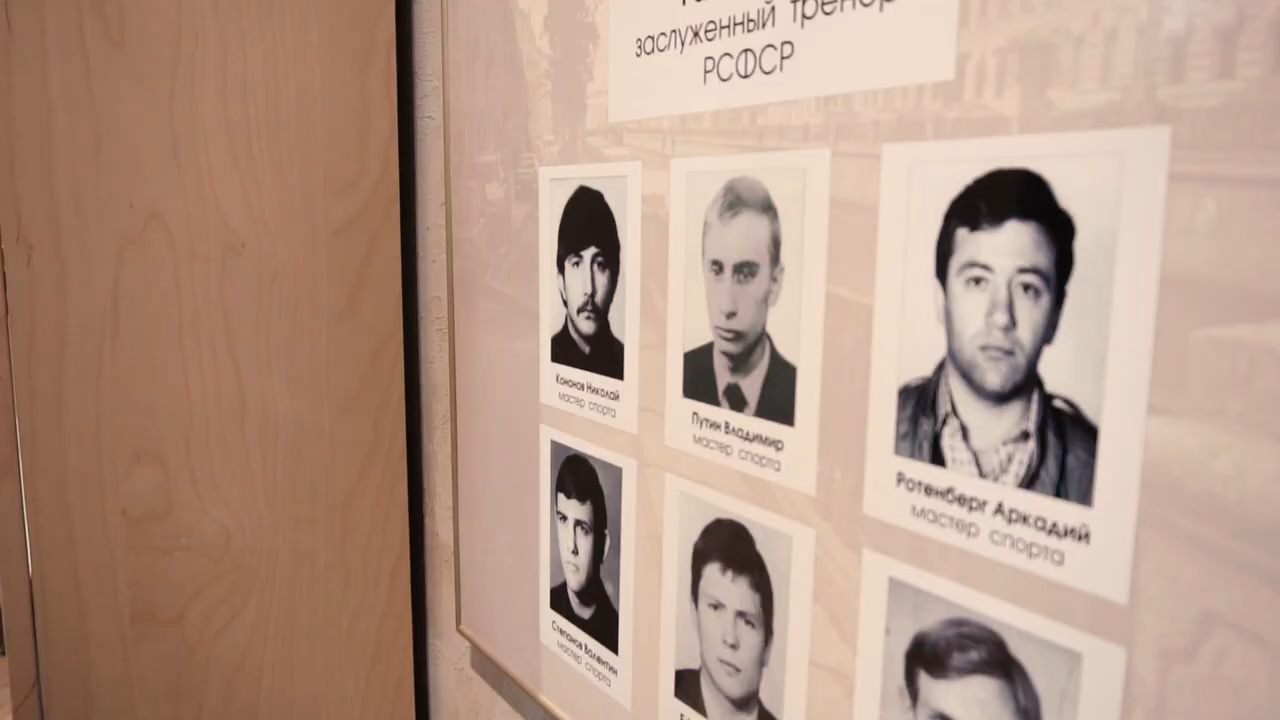 заслуженный тренер
РСФСР
Кононов Николай
мастер спорта
Путин Владимир
мастер спорта
Ротенберг Аркадий
мастер спорта
Степанов Валентин
мастер спорта